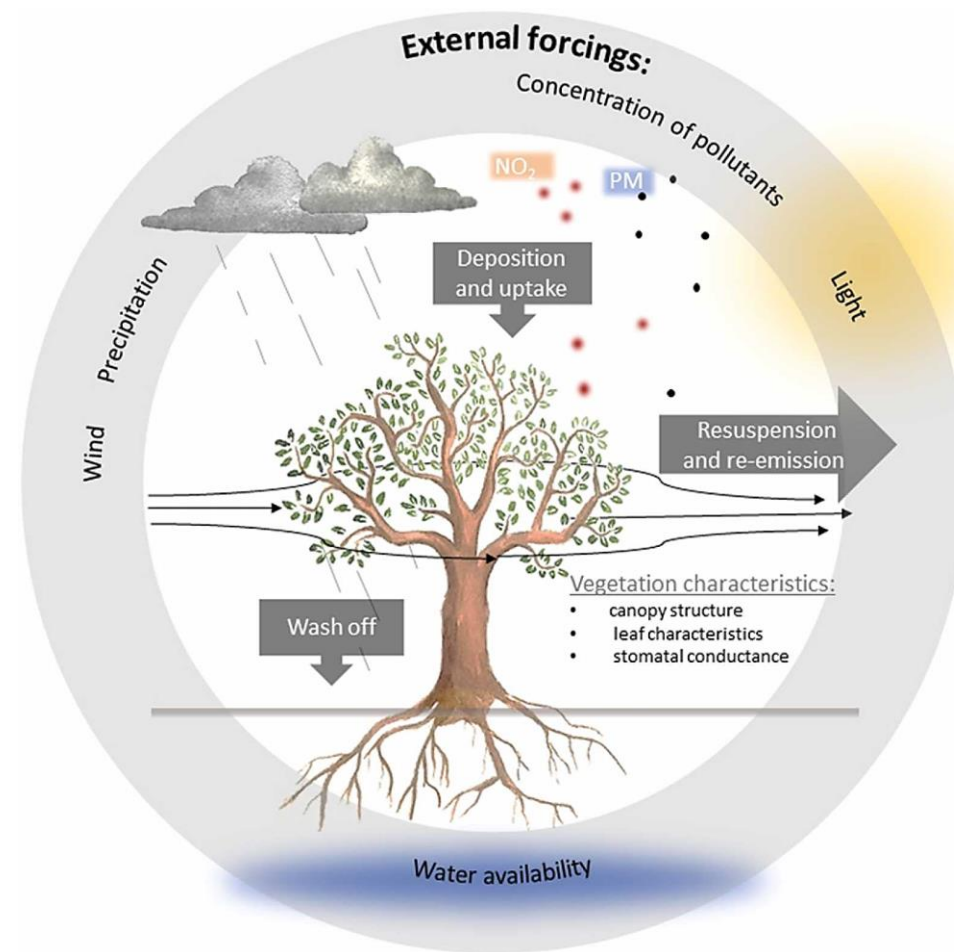 External forcings:
Concentration of pollutants
NO₂
PM
Deposition
and uptake
Precipitation
Light
Wind
Resuspension
and re-emission
Vegetation characteristics:
• canopy structure
• leaf characteristics
• stomatal conductance
Wash off
Water availability